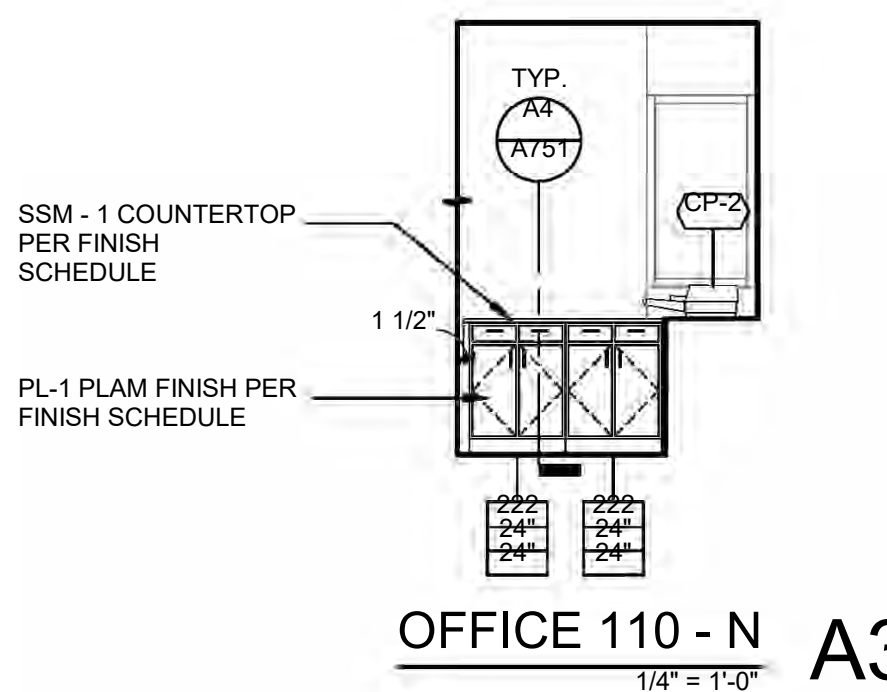 TYP.
A4
A751
CP-2
SSM - 1 COUNTERTOP
PER FINISH
SCHEDULE
1 1/2"
PL-1 PLAM FINISH PER
FINISH SCHEDULE
222
24"
24"
222
24"
24"
OFFICE 110 - N
1/4" = 1'-0"
A3